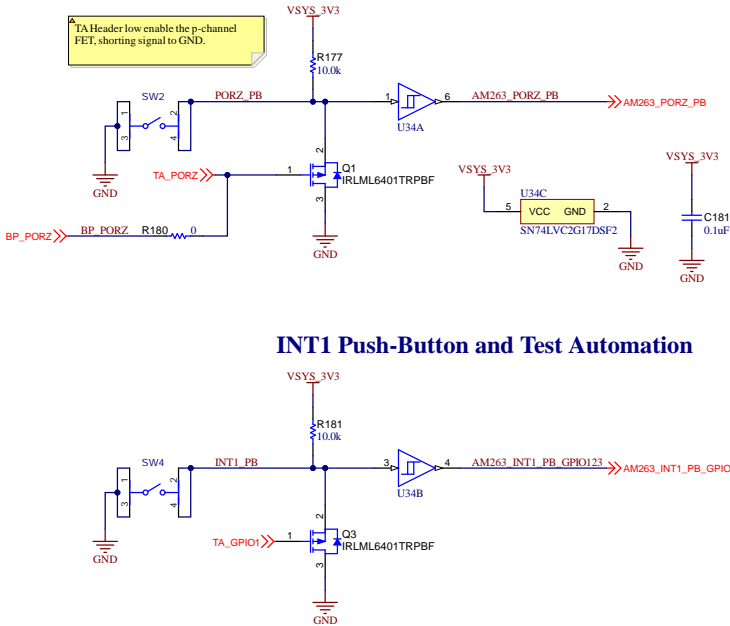 VSYS_3V3
TA Header low enable the p-channel
FET, shorting signal to GND.
R177
10.0k
SW2
PORZ_PB
1
6
AM263_PORZ_PB
AM263_PORZ_PB
U34A
1
3
2
4
GND
TA_PORZ
1
2
3
Q1
IRLML6401TRPBF
BP_PORZ
BP_PORZ
R180
0
GND
VSYS_3V3
U34C
5
VCC
GND
2
SN74LVC2G17DSF2
GND
VSYS_3V3
C181
0.1uF
GND
INT1 Push-Button and Test Automation
VSYS_3V3
R181
10.0k
SW4
INT1_PB
3
4
AM263_INT1_PB_GPIO123
AM263_INT1_PB_GPIO
U34B
1
3
2
4
GND
TA_GPIO1
1
2
3
Q3
IRLML6401TRPBF
GND